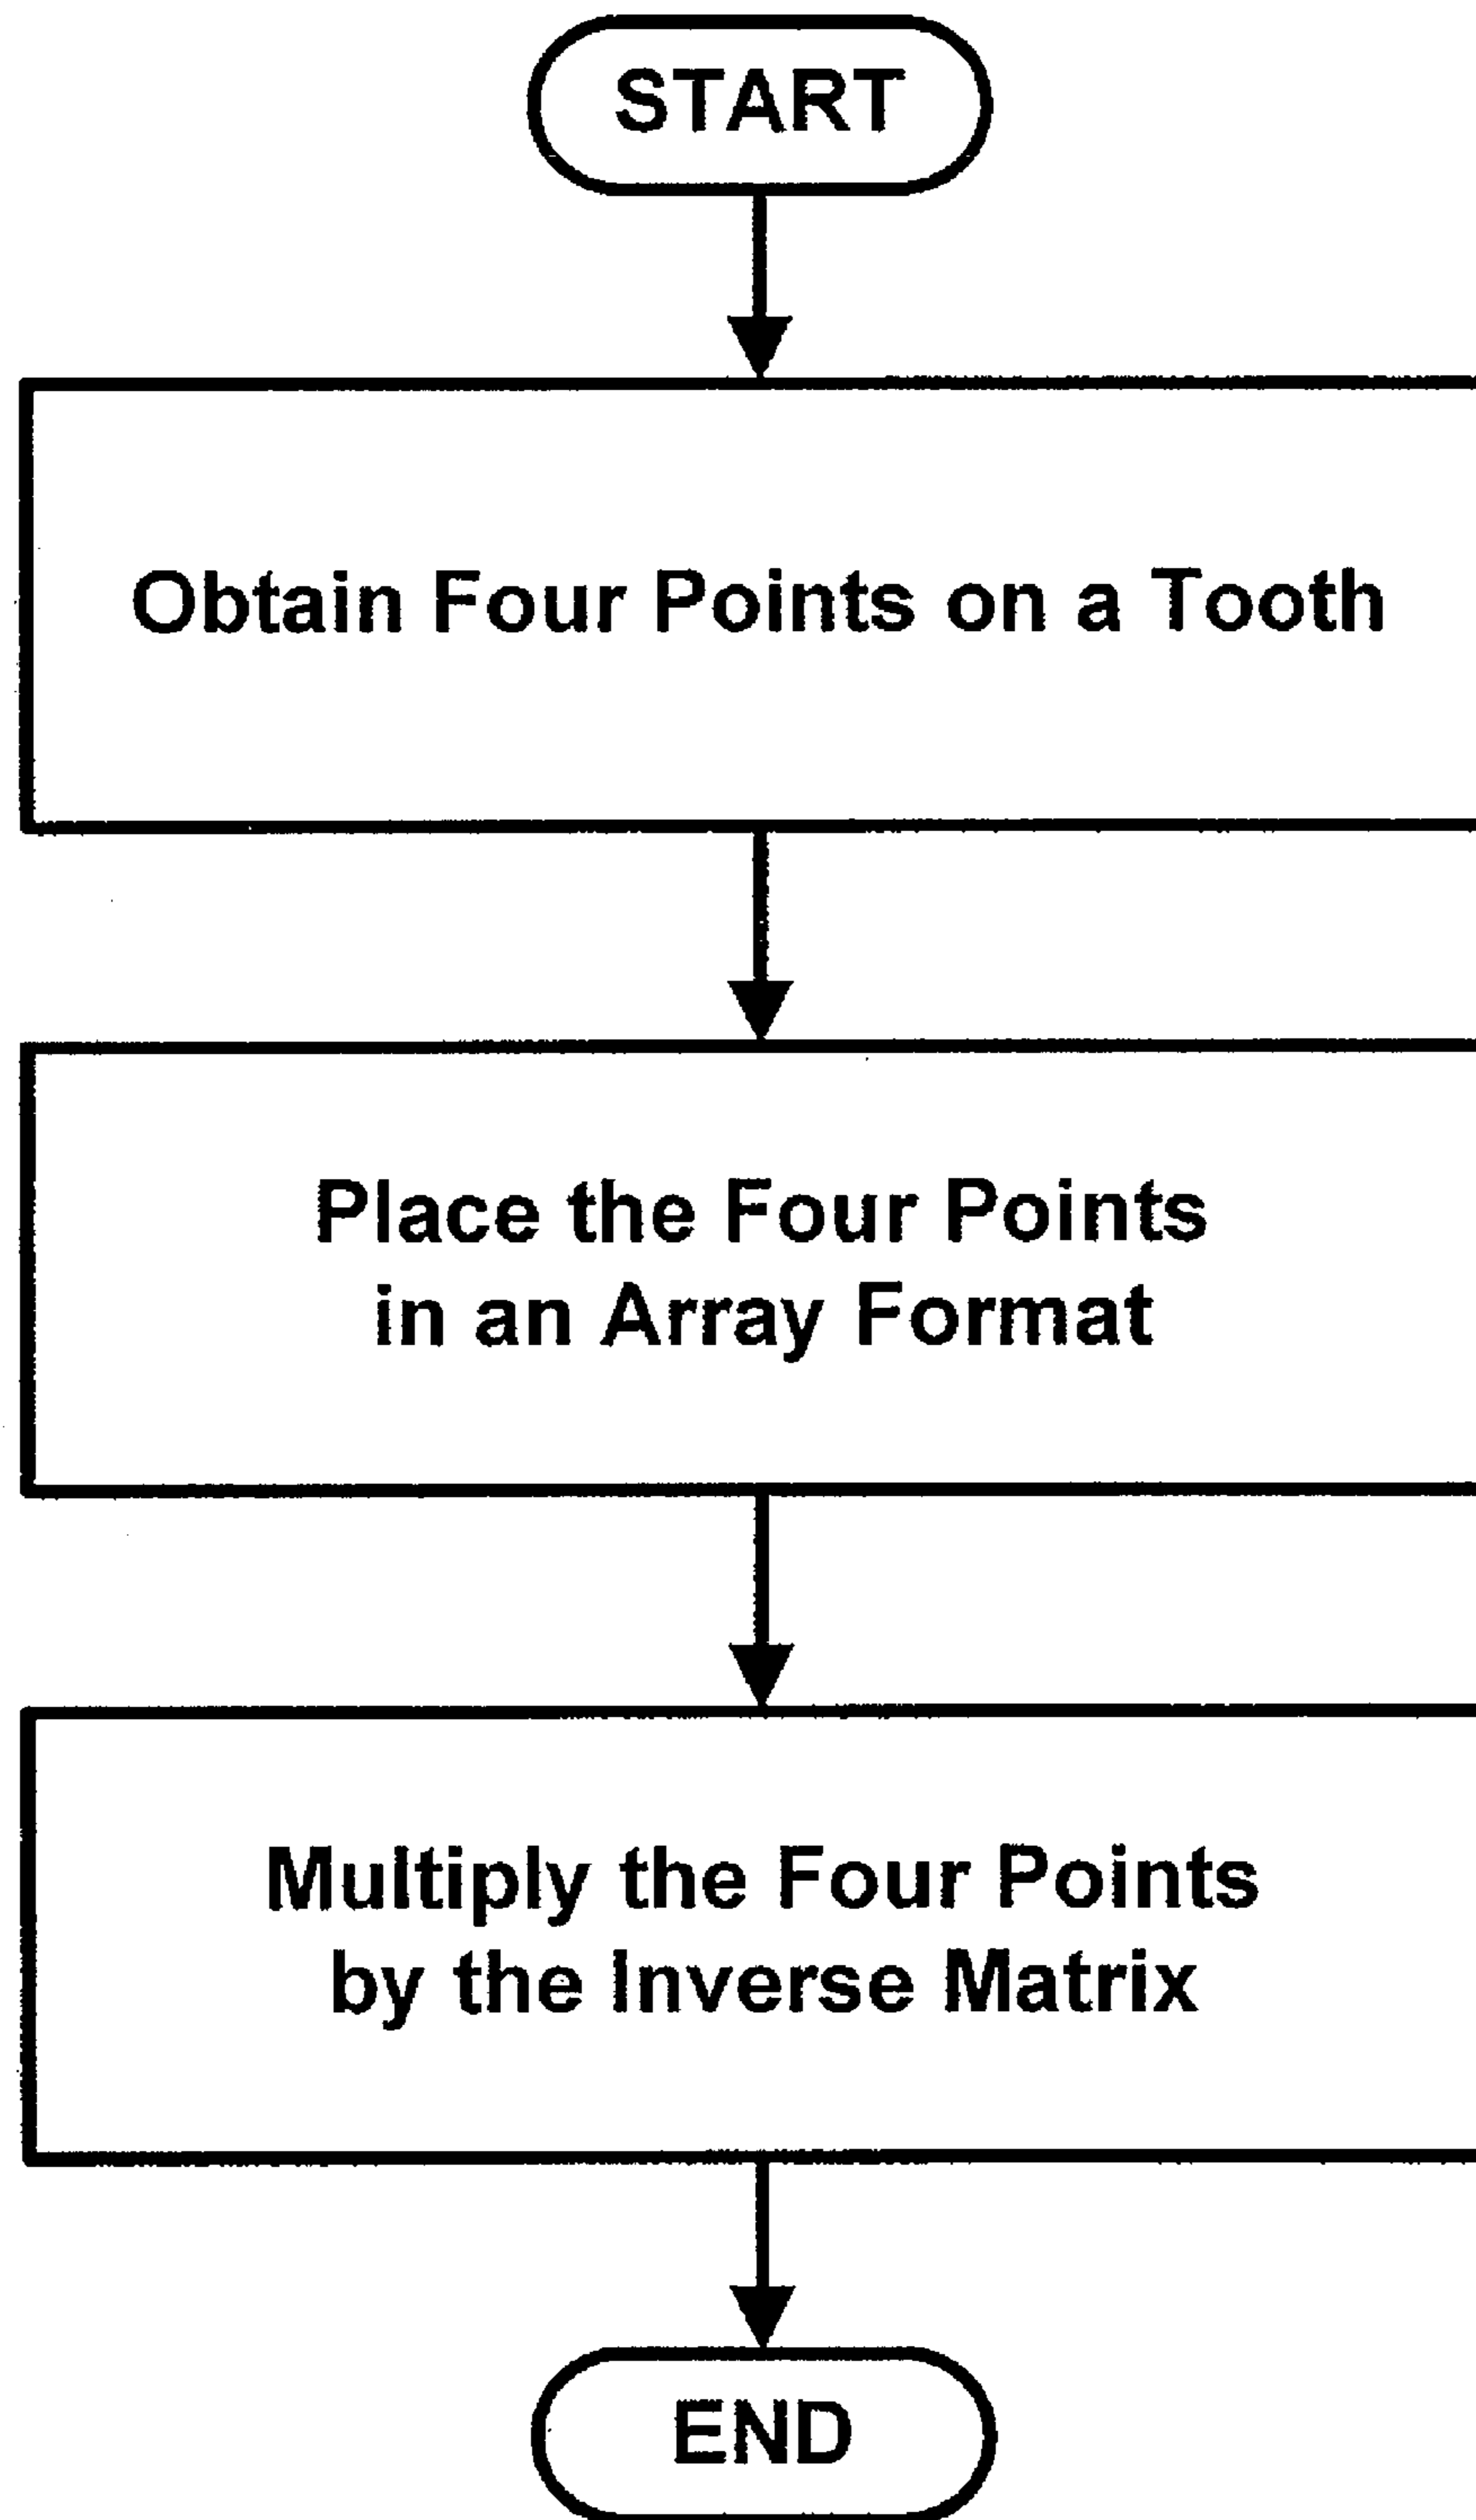 START
Obtain Four Points on a Tooth
Place the Four Points
in an Array Format
Multiply the Four Points
by the Inverse Matrix
END